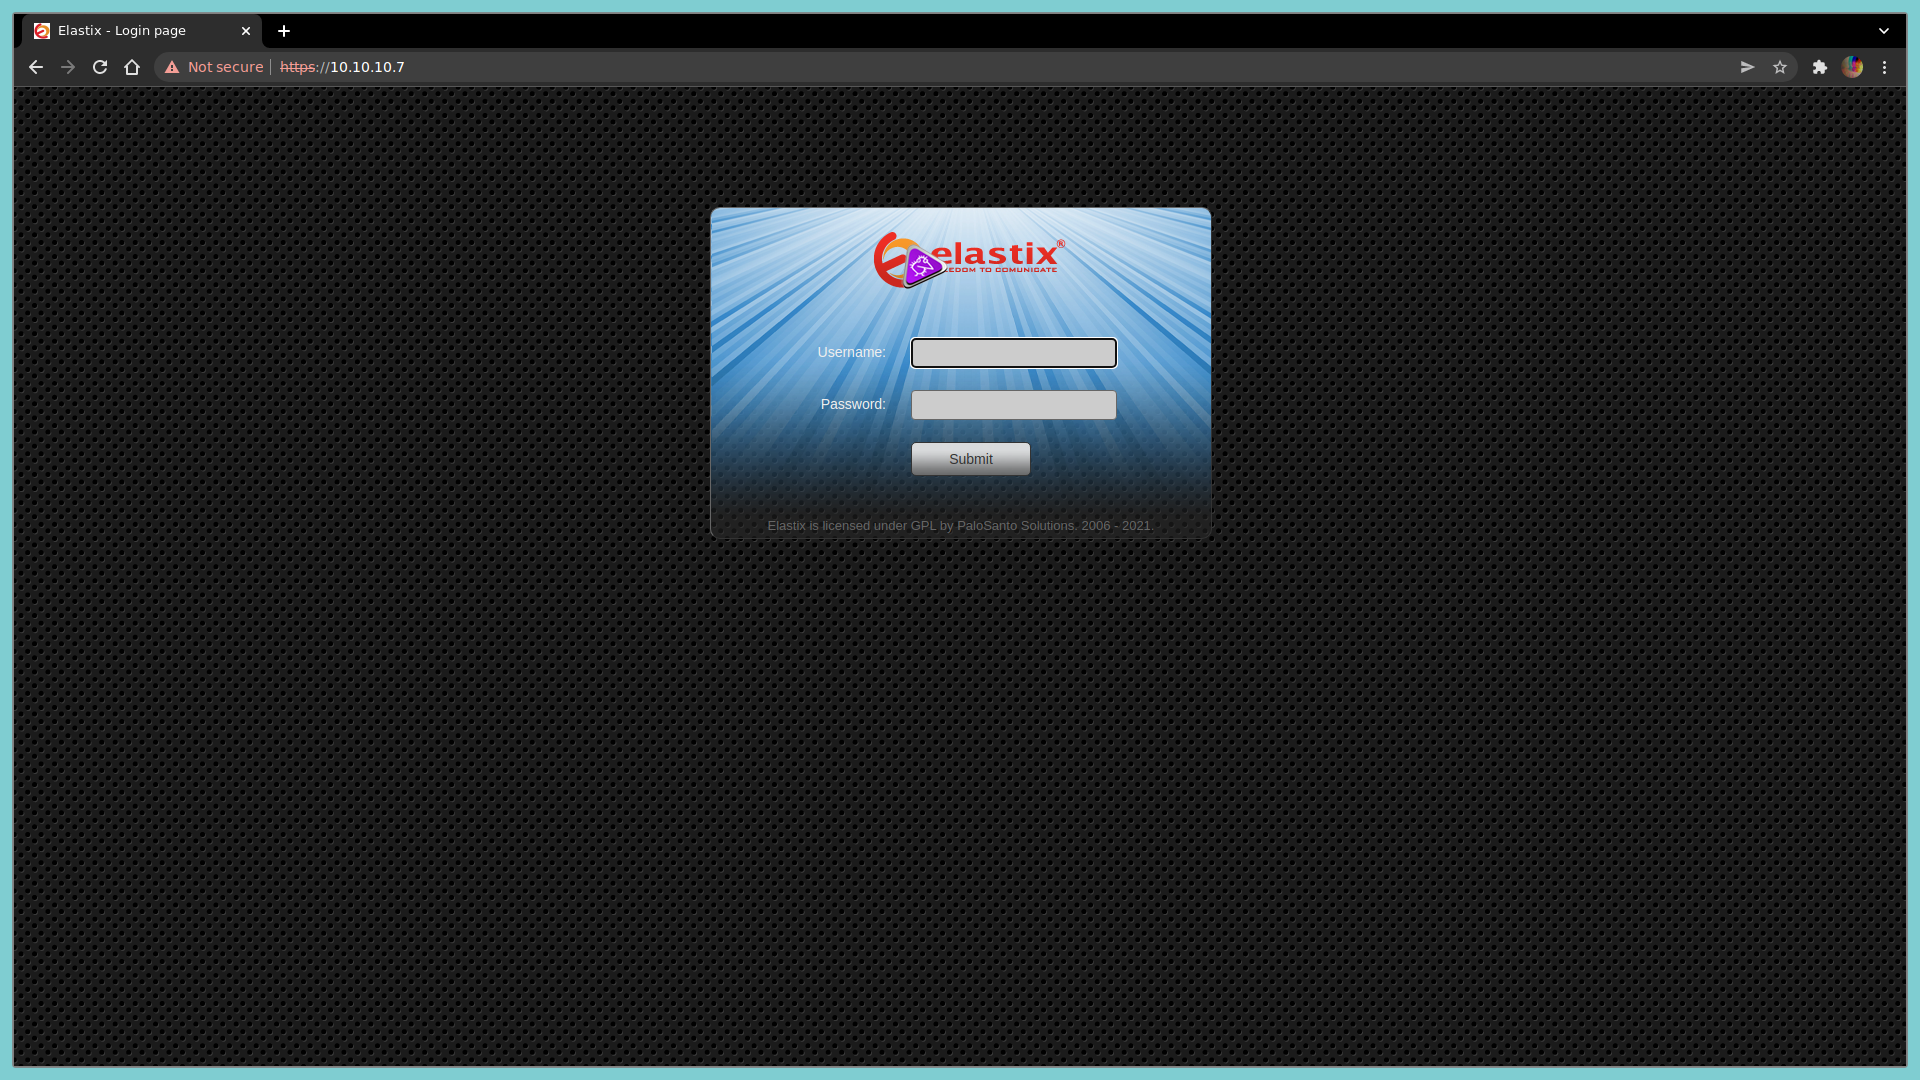 Elastix - Login page
Not secure
https://10.10.10.7
elastix®
EDOM TO COMUNICATE
Username:
Password:
Submit
Elastix is licensed under GPL by PaloSanto Solutions. 2006 - 2021.